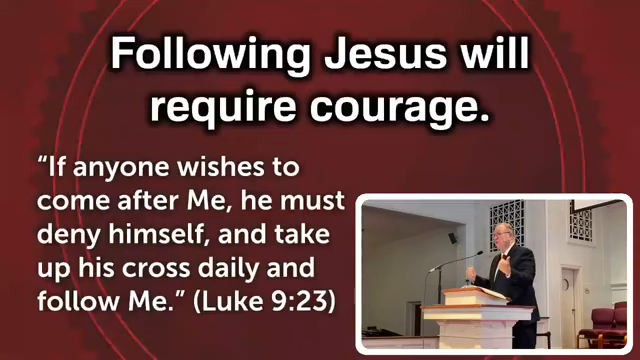 Following Jesus will
require courage.
“If anyone wishes to
come after Me, he must
deny himself, and take
up his cross daily and
follow Me.” (Luke 9:23)